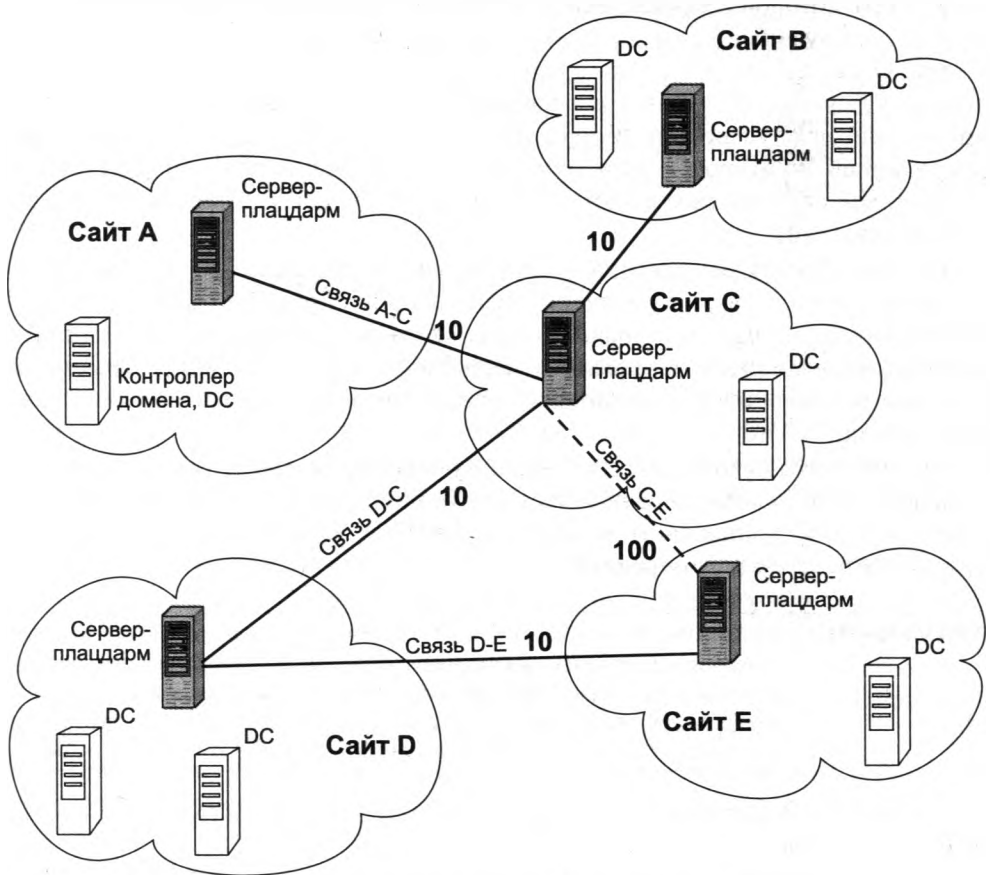 Сайт B
DC
DC
Сервер-
плацдарм
10
Сайт A
Сервер-
плацдарм
Связь A-C
10
Контроллер
домена, DC
Сайт C
Сервер-
плацдарм
DC
Связь D-C
10
Связь C-E
100
Сервер-
плацдарм
DC
Сайт E
Сервер-
плацдарм
Связь D-E
10
DC
DC
Сайт D